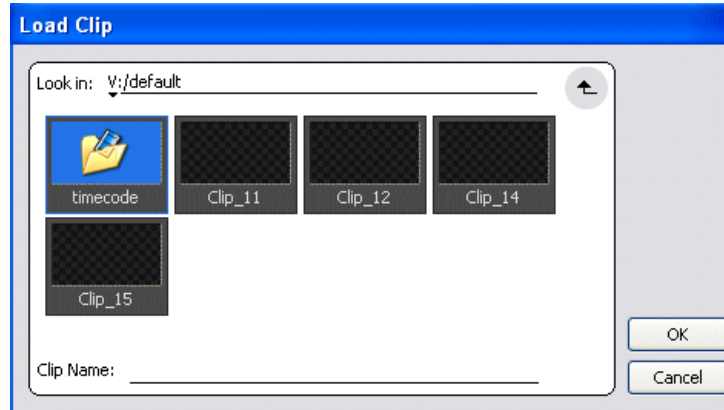 Load Clip
Look in: V:/default
timecode Clip_11 Clip_12 Clip_14
Clip_15
OK
Clip Name:
Cancel